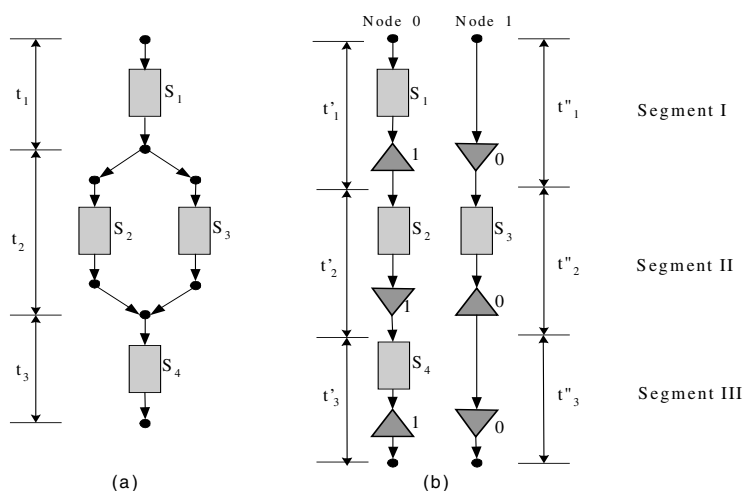 Node 0 Node 1
t1 S1 t'1 S1 t"1 Segment I
1 0
t2 S2 S3 t'2 S2 S3 t"2 Segment II
1 0
t3 S4 t'3 S4 t"3 Segment III
1 0
(a) (b)